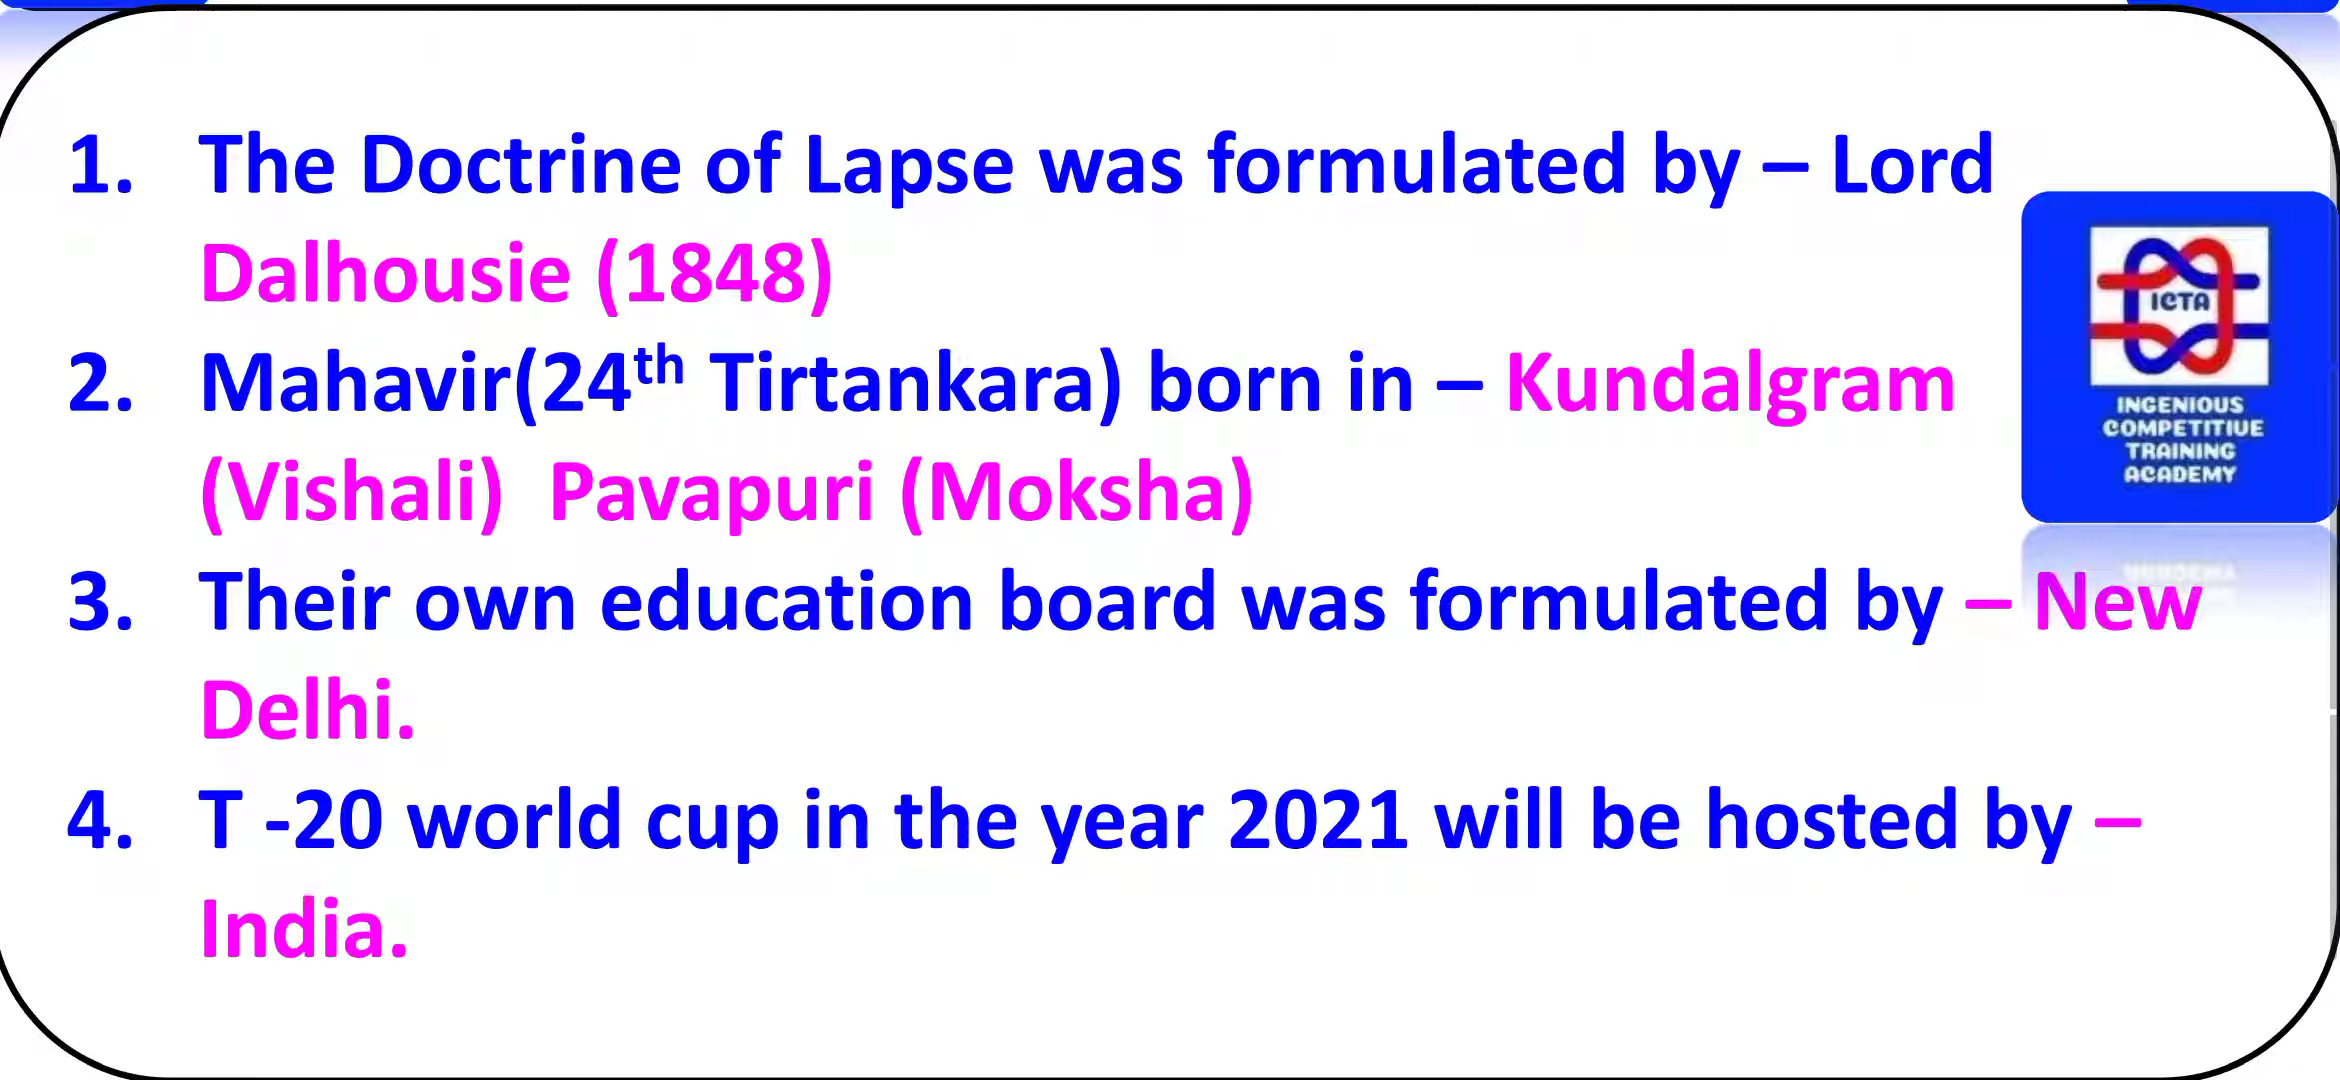 1. The Doctrine of Lapse was formulated by – Lord
Dalhousie (1848)
2. Mahavir(24th Tirtankara) born in – Kundalgram
(Vishali) Pavapuri (Moksha)
3. Their own education board was formulated by – New
Delhi.
4. T -20 world cup in the year 2021 will be hosted by –
India.
ICTA
INGENIOUS
COMPETITIVE
TRAINING
ACADEMY